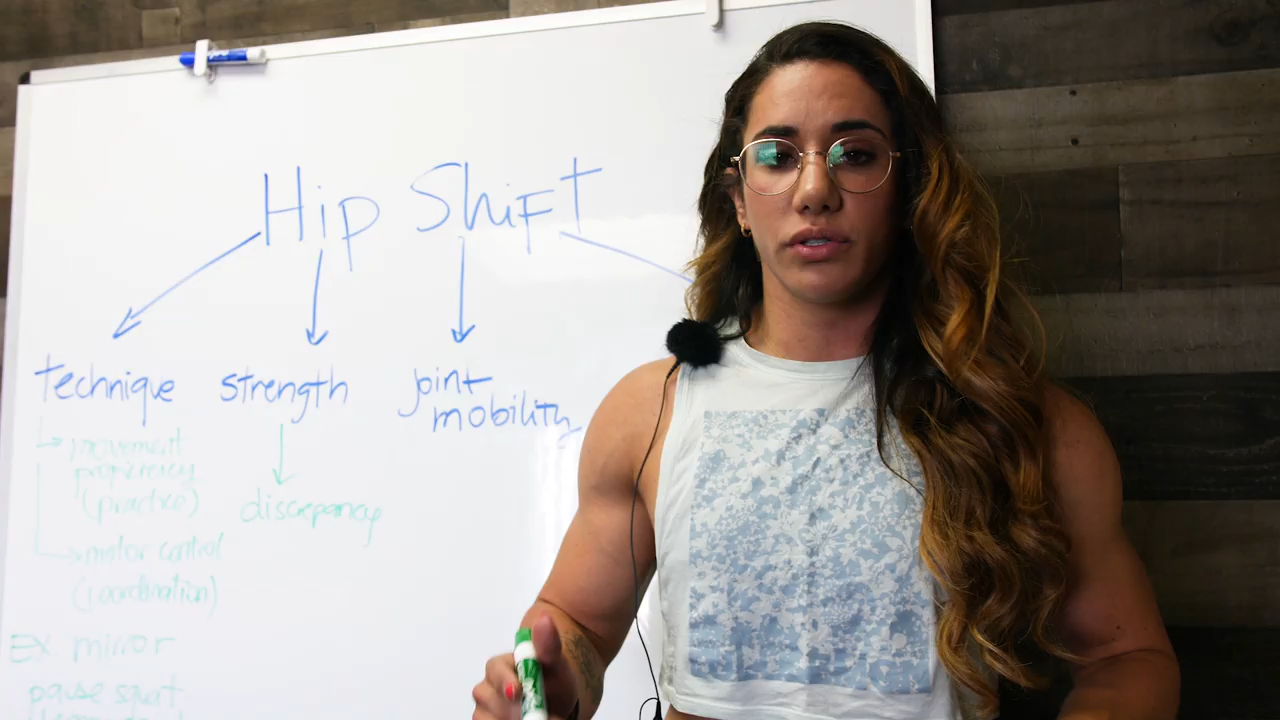 Hip Shift
technique
strength
joint
mobility
movement
proficiency
(practice)
motor control
(coordination)
discrepancy
Ex. mirror
pause squat